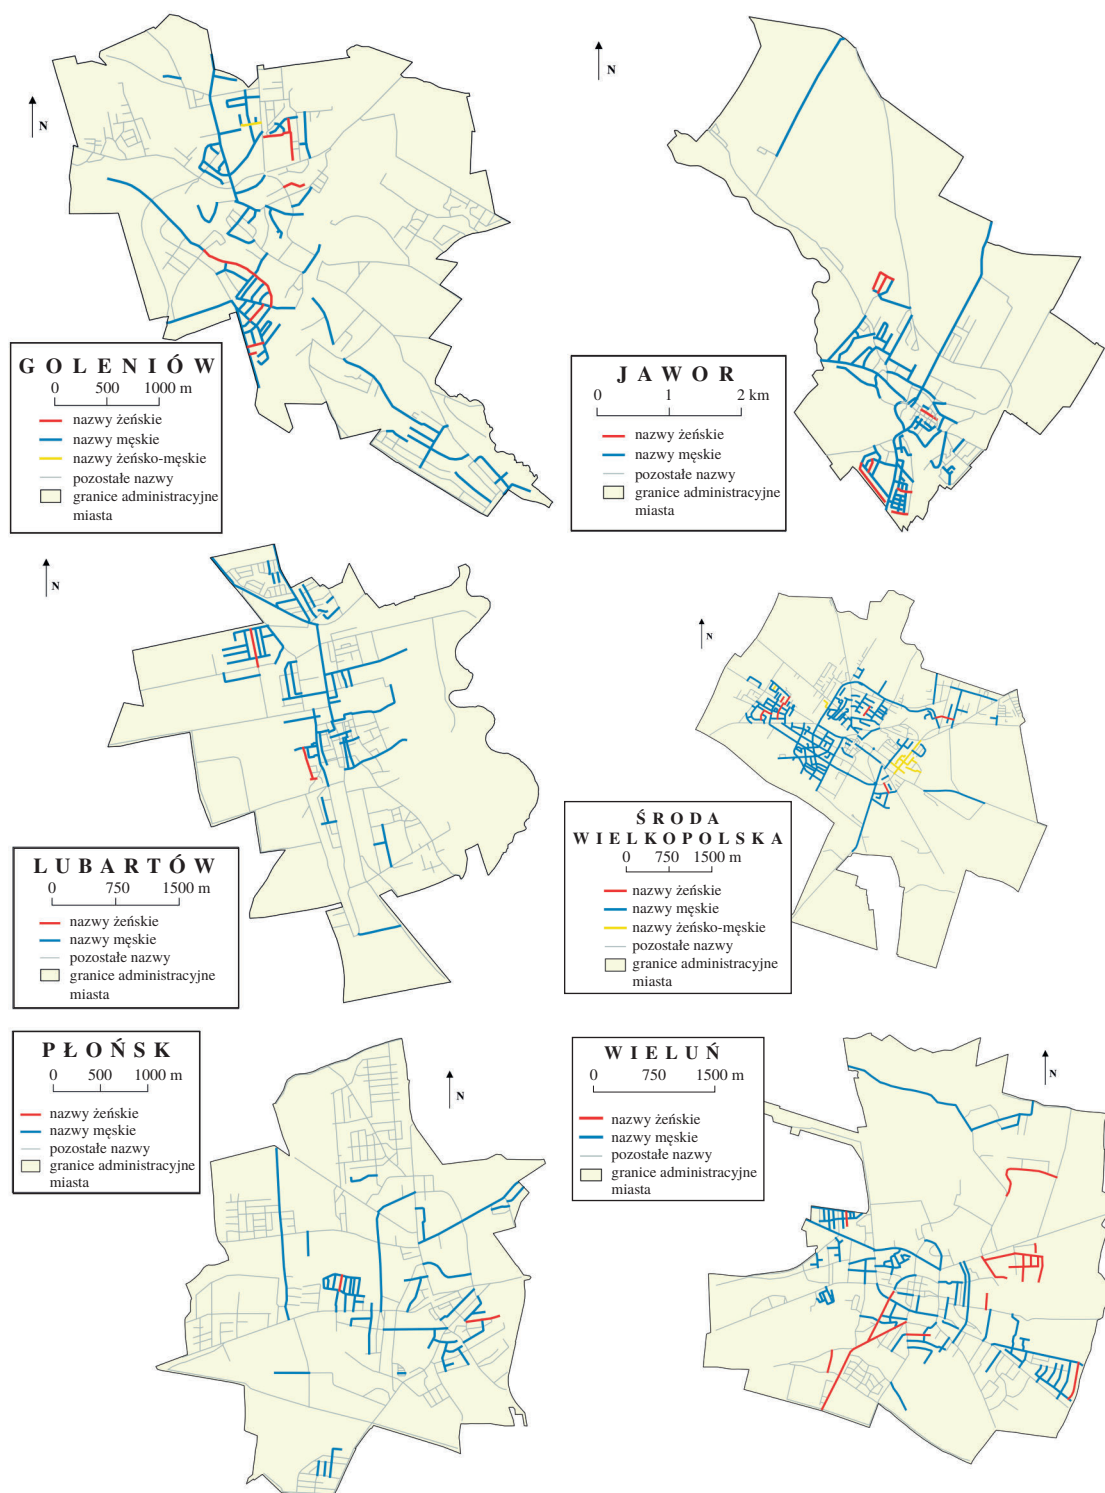 N
GOLENIÓW
0 500 1000 m
nazwy żeńskie
nazwy męskie
nazwy żeńsko-męskie
pozostałe nazwy
granice administracyjne
miasta
N
JAWOR
0 1 2 km
nazwy żeńskie
nazwy męskie
pozostałe nazwy
granice administracyjne
miasta
N
LUBARTÓW
0 750 1500 m
nazwy żeńskie
nazwy męskie
pozostałe nazwy
granice administracyjne
miasta
N
ŚRODA
WIELKOPOLSKA
0 750 1500 m
nazwy żeńskie
nazwy męskie
nazwy żeńsko-męskie
pozostałe nazwy
granice administracyjne
miasta
N
PŁOŃSK
0 500 1000 m
nazwy żeńskie
nazwy męskie
pozostałe nazwy
granice administracyjne
miasta
N
WIELUŃ
0 750 1500 m
nazwy żeńskie
nazwy męskie
pozostałe nazwy
granice administracyjne
miasta